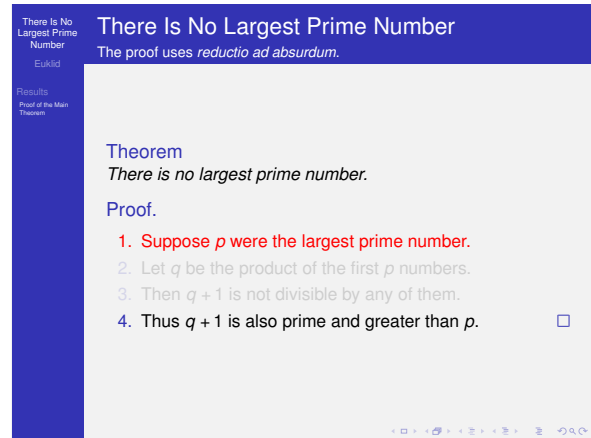 There Is No
Largest Prime
Number
Euklid
Results
Proof of the Main
Theorem
There Is No Largest Prime Number
The proof uses reductio ad absurdum.
Theorem
There is no largest prime number.
Proof.
1. Suppose p were the largest prime number.
2. Let q be the product of the first p numbers.
3. Then q + 1 is not divisible by any of them.
4. Thus q + 1 is also prime and greater than p. □